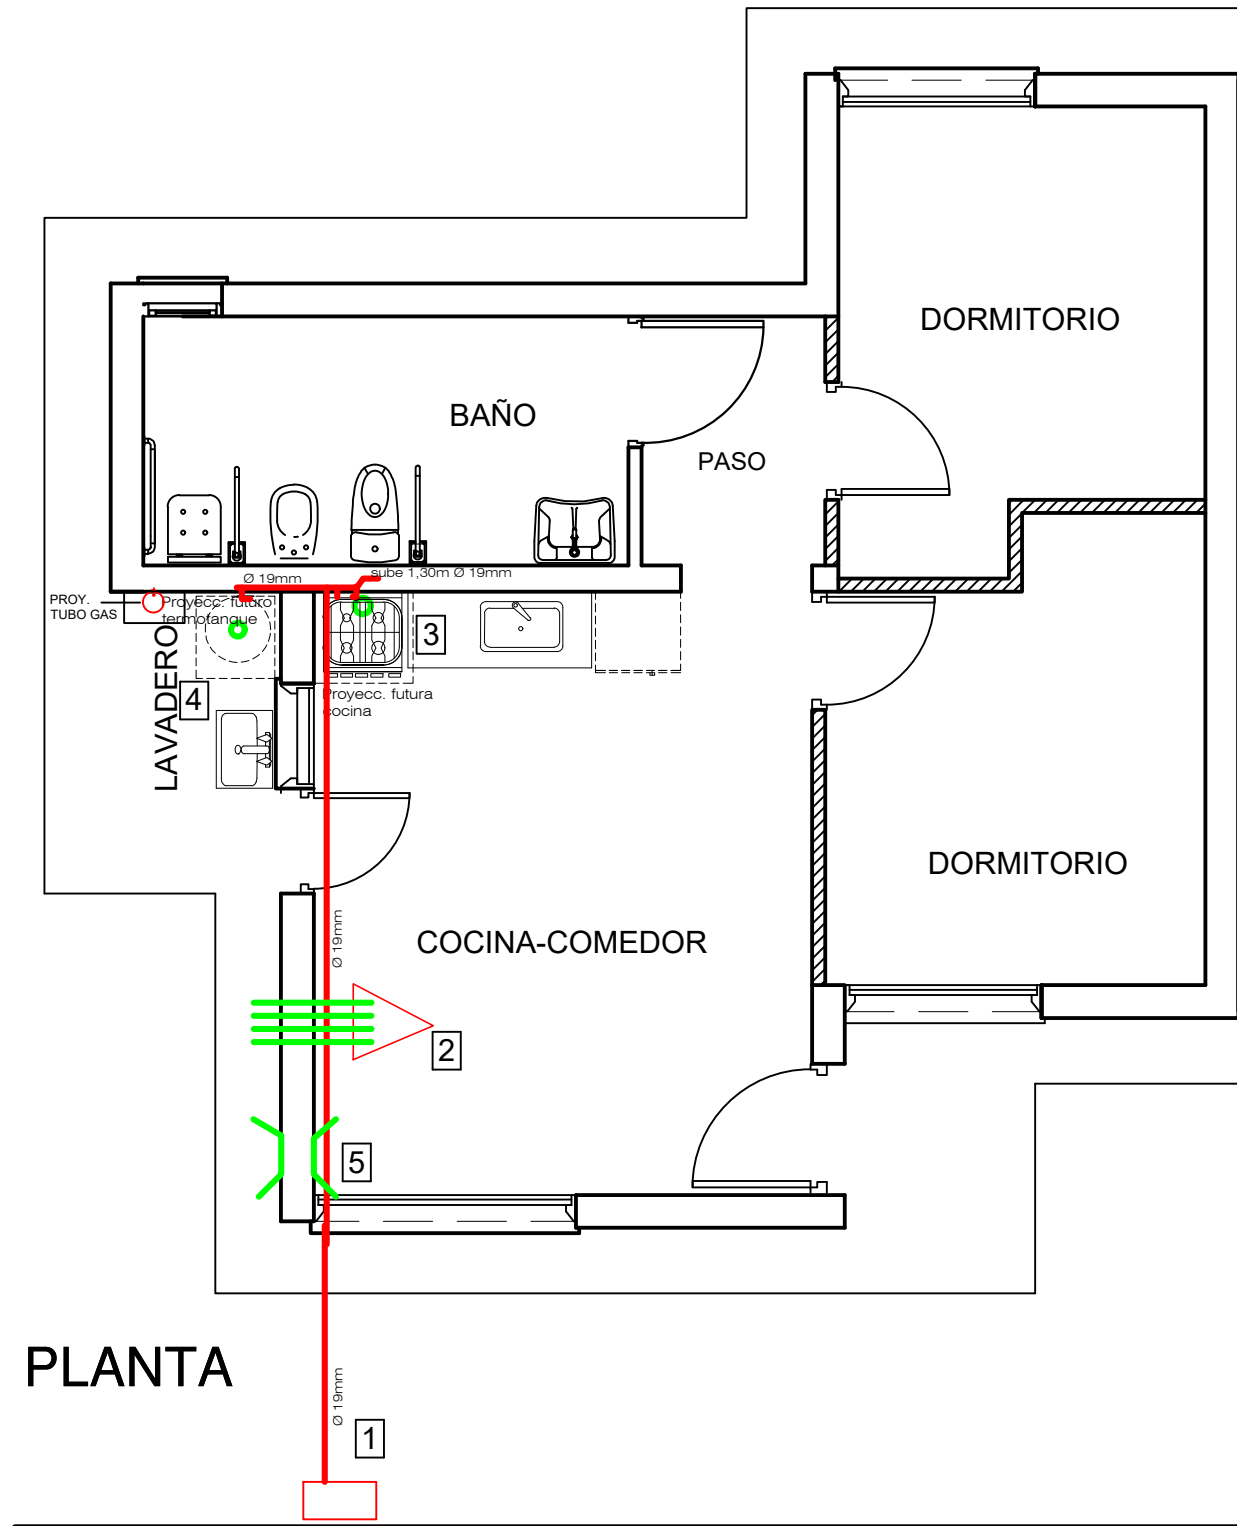 DORMITORIO
BAÑO
PASO
Ø 19mm
sube 1,30m Ø 19mm
PROY.
TUBO GAS
Proyecc. futuro
termotanque
3
4
LAVADERO
Proyecc. futura
cocina
DORMITORIO
COCINA-COMEDOR
Ø 19mm
2
5
PLANTA
Ø 19mm
1